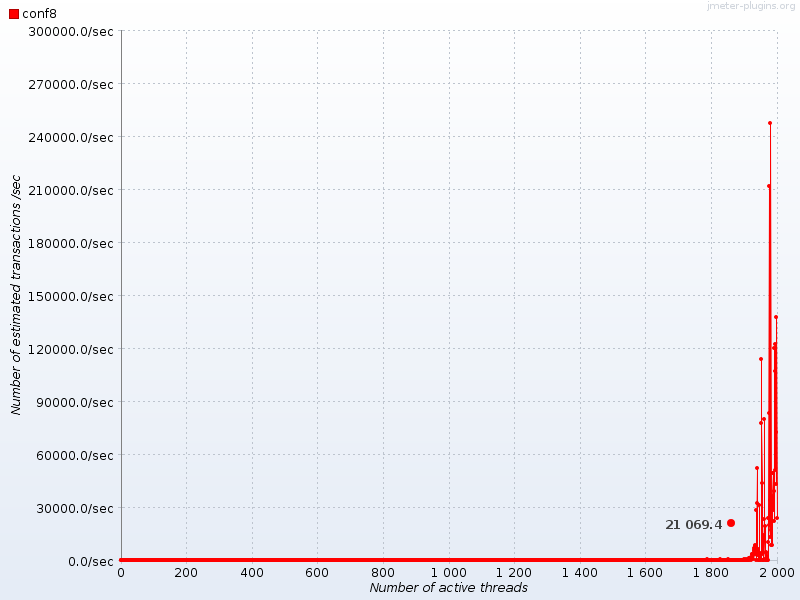 jmeter-plugins.org
conf8
300000.0/sec
270000.0/sec
240000.0/sec
210000.0/sec
180000.0/sec
150000.0/sec
120000.0/sec
90000.0/sec
60000.0/sec
30000.0/sec
0.0/sec
Number of estimated transactions /sec
21 069.4
0 200 400 600 800 1 000 1 200 1 400 1 600 1 800 2 000
Number of active threads